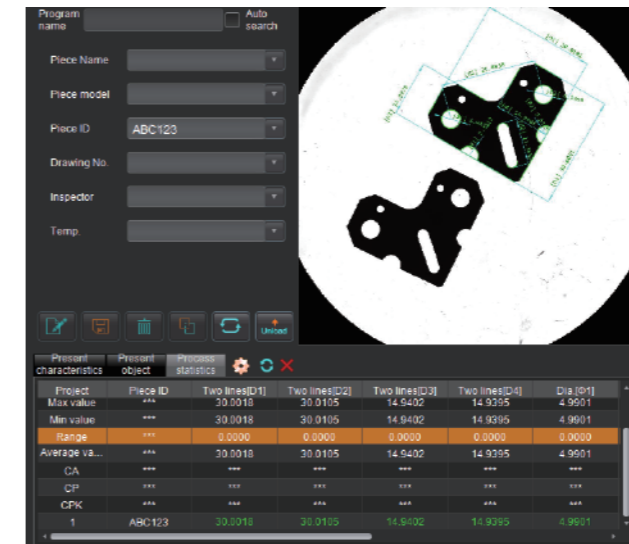 Program name
Auto search
Piece Name
Piece model
Piece ID
ABC123
Drawing No.
Inspector
Temp.
Unload
Present characteristics
Present object
Process statistics
Project Piece ID Two lines[D1] Two lines[D2] Two lines[D3] Two lines[D4] Dia.[Φ1]
Max value *** 30.0018 30.0105 14.9402 14.9395 4.9901
Min value *** 30.0018 30.0105 14.9402 14.9395 4.9901
Range *** 0.0000 0.0000 0.0000 0.0000 0.0000
Average va... *** 30.0018 30.0105 14.9402 14.9395 4.9901
CA *** *** *** *** *** ***
CP *** *** *** *** *** ***
CPK *** *** *** *** *** ***
1 ABC123 30.0018 30.0105 14.9402 14.9395 4.9901